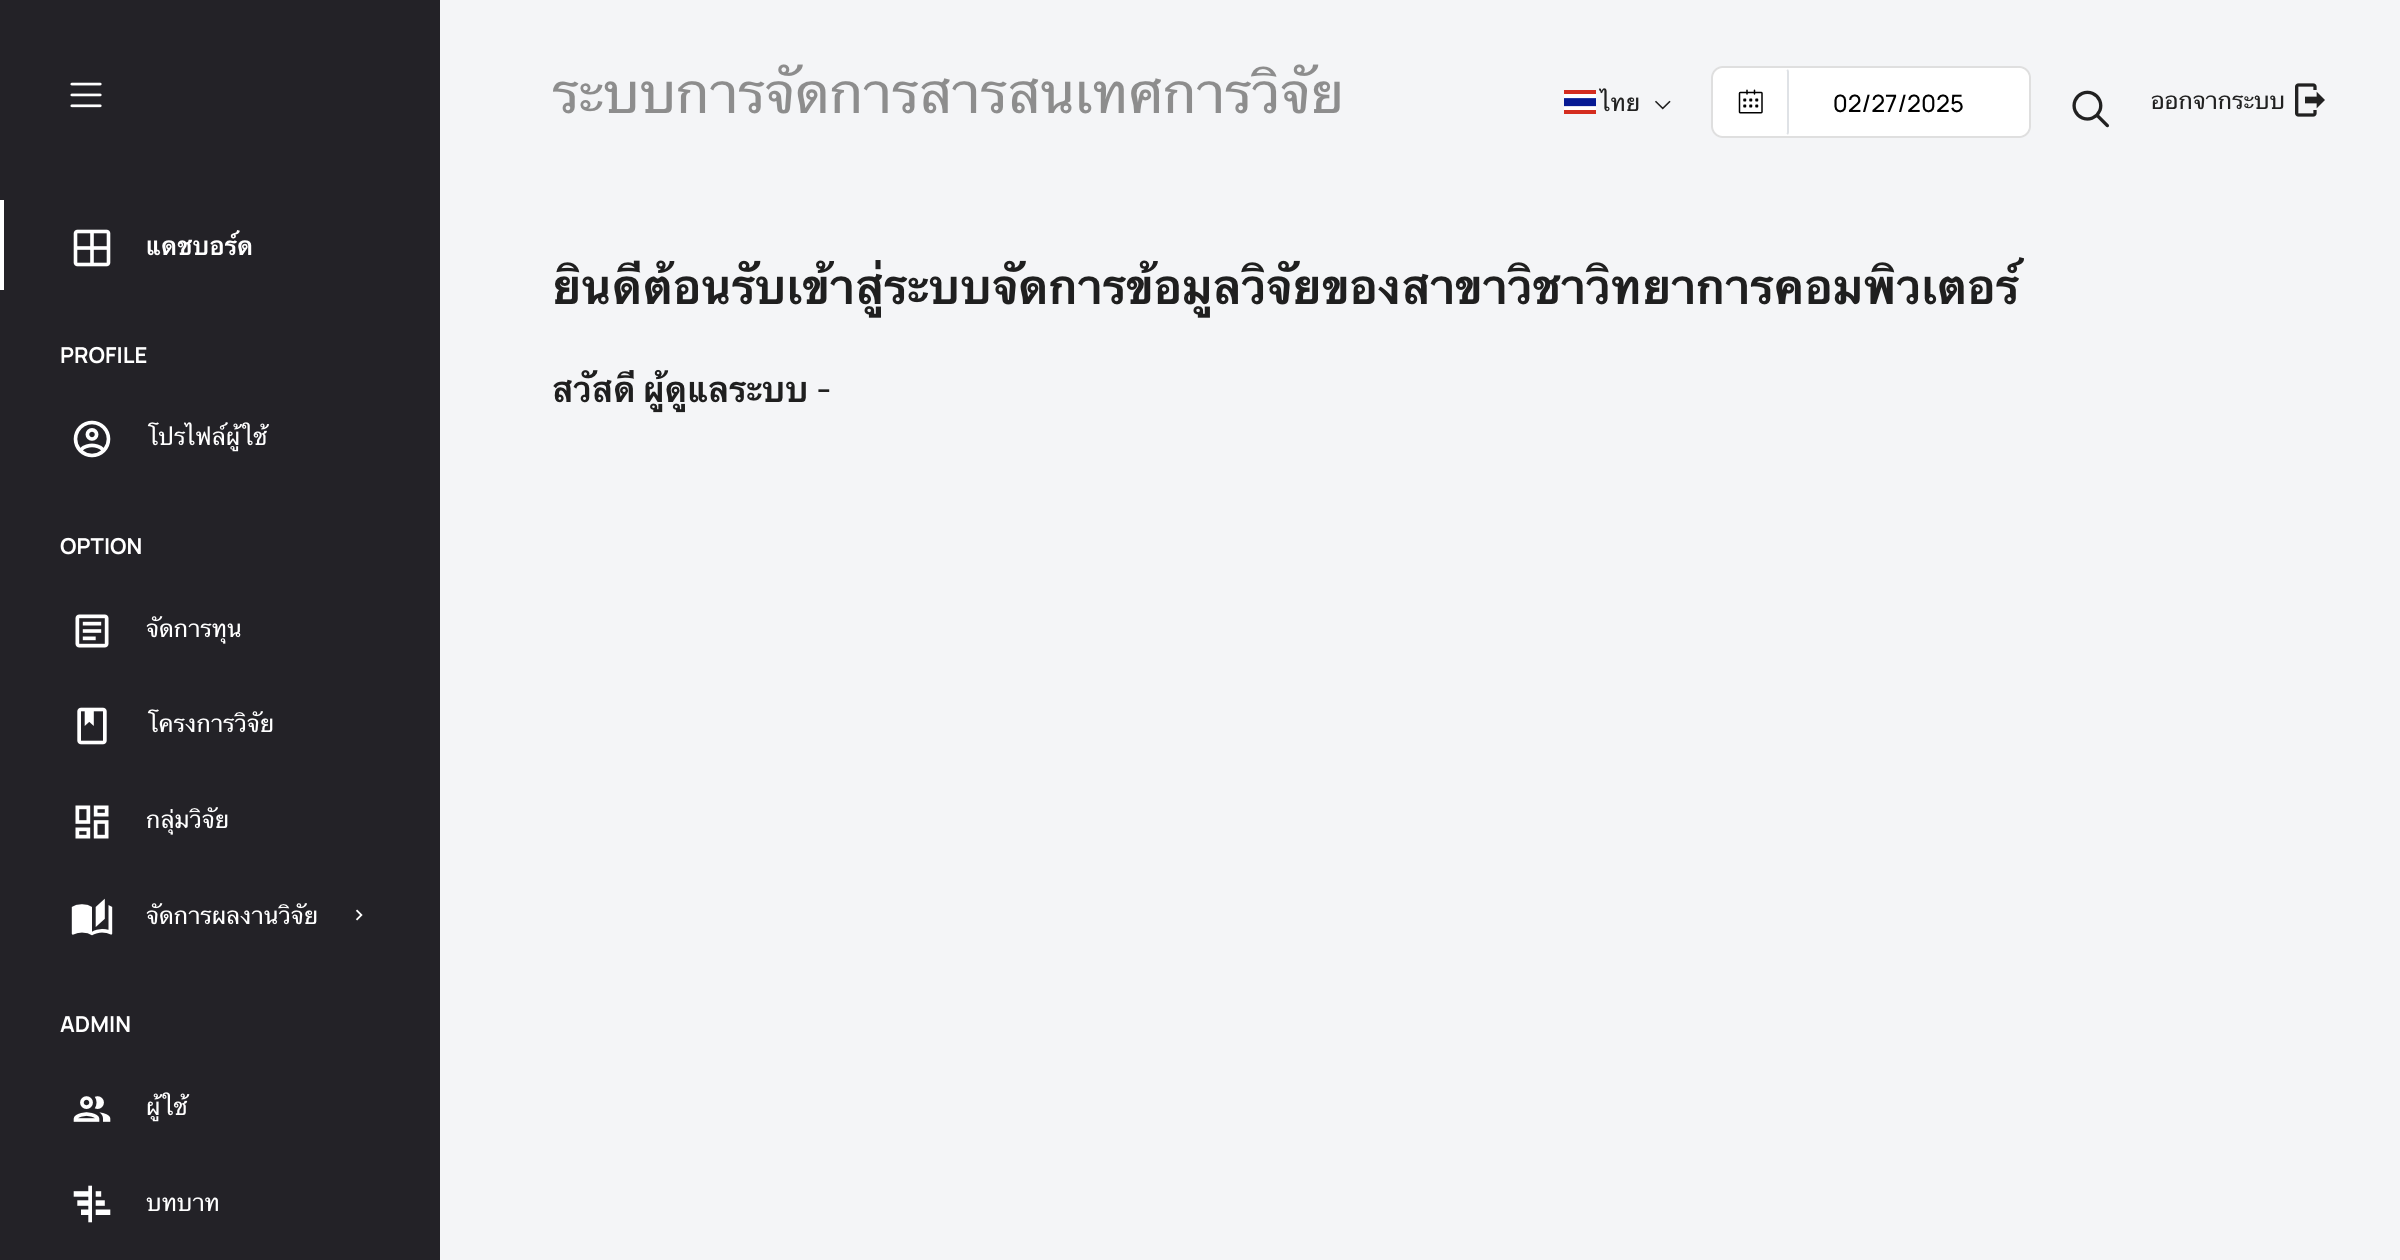 ระบบการจัดการสารสนเทศการวิจัย
ไทย
02/27/2025
ออกจากระบบ
แดชบอร์ด
PROFILE
โปรไฟล์ผู้ใช้
OPTION
จัดการทุน
โครงการวิจัย
กลุ่มวิจัย
จัดการผลงานวิจัย
ADMIN
ผู้ใช้
บทบาท
ยินดีต้อนรับเข้าสู่ระบบจัดการข้อมูลวิจัยของสาขาวิชาวิทยาการคอมพิวเตอร์
สวัสดี ผู้ดูแลระบบ -